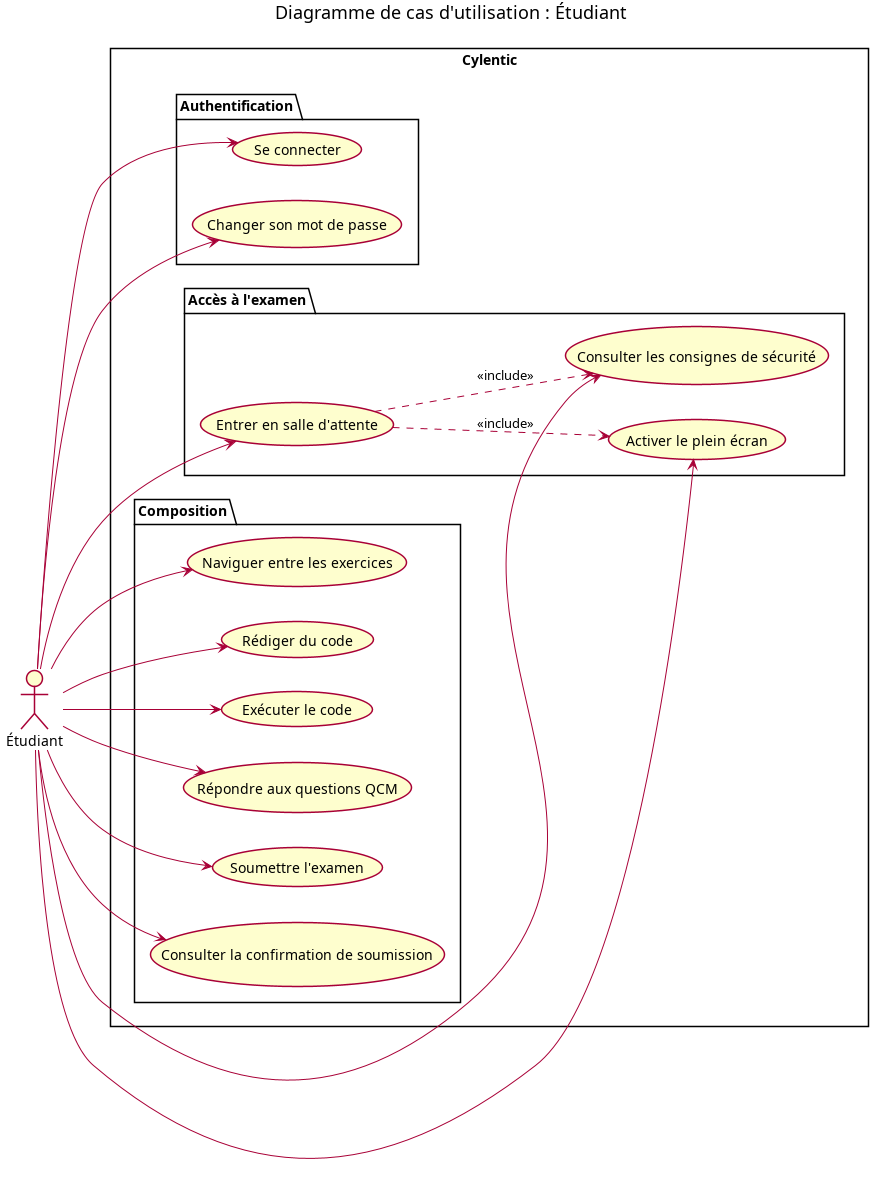 Diagramme de cas d'utilisation : Étudiant
Cylentic
Authentification
Se connecter
Changer son mot de passe
Accès à l'examen
Consulter les consignes de sécurité
«include»
Entrer en salle d'attente
«include»
Activer le plein écran
Composition
Naviguer entre les exercices
Rédiger du code
Exécuter le code
Étudiant
Répondre aux questions QCM
Soumettre l'examen
Consulter la confirmation de soumission